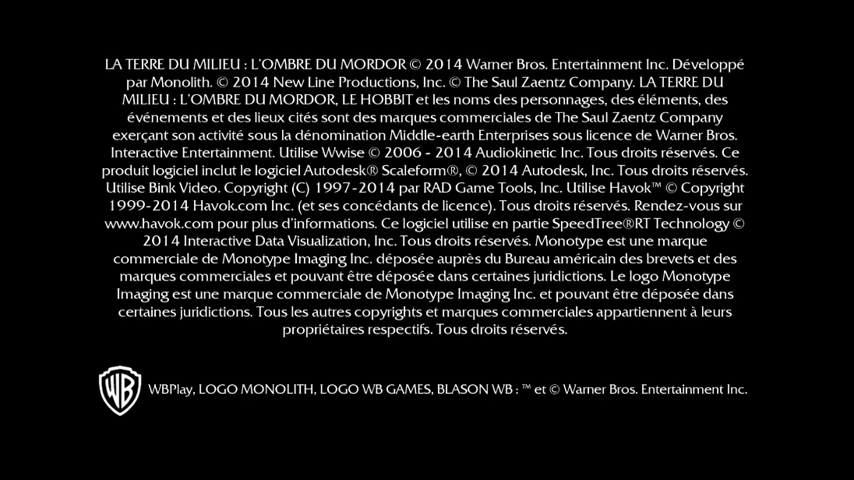 LA TERRE DU MILIEU : L'OMBRE DU MORDOR © 2014 Warner Bros. Entertainment Inc. Développé
par Monolith. © 2014 New Line Productions, Inc. © The Saul Zaentz Company. LA TERRE DU
MILIEU : L'OMBRE DU MORDOR, LE HOBBIT et les noms des personnages, des éléments, des
événements et des lieux cités sont des marques commerciales de The Saul Zaentz Company
exerçant son activité sous la dénomination Middle-earth Enterprises sous licence de Warner Bros.
Interactive Entertainment. Utilise Wwise © 2006 - 2014 Audiokinetic Inc. Tous droits réservés. Ce
produit logiciel inclut le logiciel Autodesk® Scaleform®, © 2014 Autodesk, Inc. Tous droits réservés.
Utilise Bink Video. Copyright (C) 1997-2014 par RAD Game Tools, Inc. Utilise Havok™ © Copyright
1999-2014 Havok.com Inc. (et ses concédants de licence). Tous droits réservés. Rendez-vous sur
www.havok.com pour plus d'informations. Ce logiciel utilise en partie SpeedTree®RT Technology ©
2014 Interactive Data Visualization, Inc. Tous droits réservés. Monotype est une marque
commerciale de Monotype Imaging Inc. déposée auprès du Bureau américain des brevets et des
marques commerciales et pouvant être déposée dans certaines juridictions. Le logo Monotype
Imaging est une marque commerciale de Monotype Imaging Inc. et pouvant être déposée dans
certaines juridictions. Tous les autres copyrights et marques commerciales appartiennent à leurs
propriétaires respectifs. Tous droits réservés.
WB WBPlay, LOGO MONOLITH, LOGO WB GAMES, BLASON WB : ™ et © Warner Bros. Entertainment Inc.